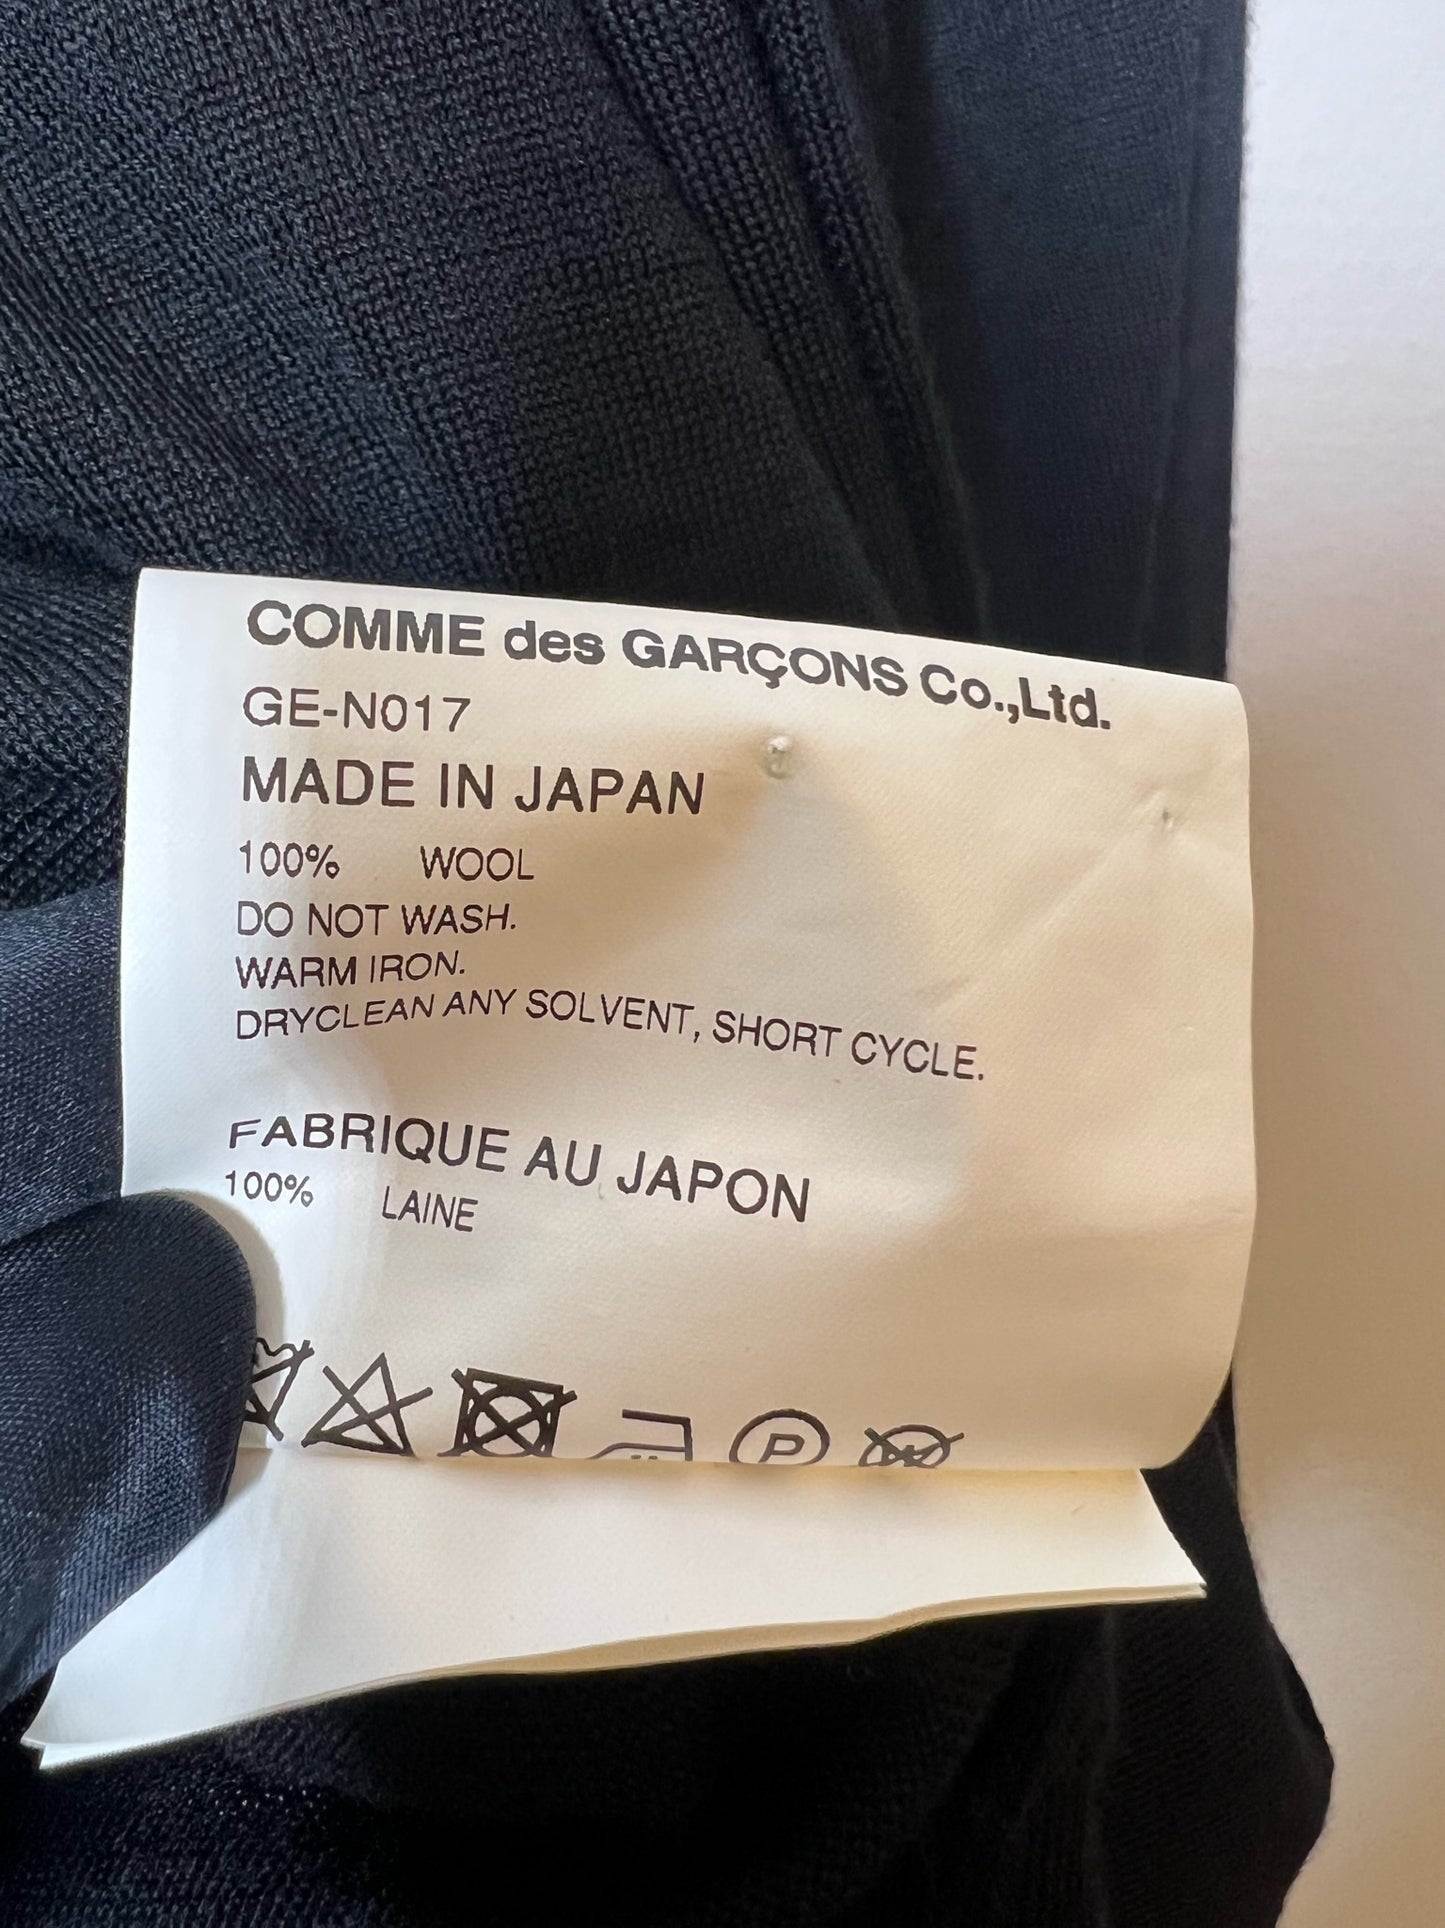 COMME des GARÇONS Co.,Ltd.
GE-N017
MADE IN JAPAN
100% WOOL
DO NOT WASH.
WARM IRON.
DRYCLEAN ANY SOLVENT, SHORT CYCLE.
FABRIQUE AU JAPON
100% LAINE
P
W